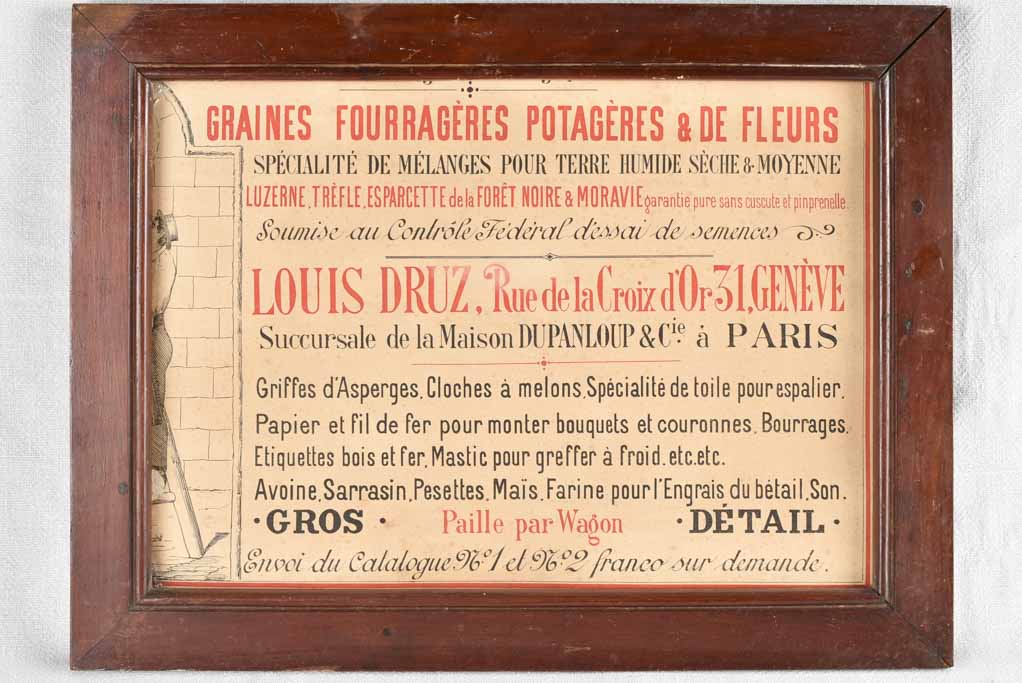 GRAINES FOURRAGÈRES POTAGÈRES & DE FLEURS
SPÉCIALITÉ DE MÉLANGES POUR TERRE HUMIDE SÈCHE & MOYENNE
LUZERNE, TRÈFLE, ESPARCETTE de la FORÊT NOIRE & MORAVIE garantie pure sans cuscute et pinprenelle.
Soumise au Contrôle Fédéral d'essai de semences
LOUIS DRUZ, Rue de la Croix d'Or 31, GENÈVE
Succursale de la Maison DUPANLOUP & Cie. à PARIS
Griffes d'Asperges, Cloches à melons, Spécialité de toile pour espalier,
Papier et fil de fer pour monter bouquets et couronnes, Bourrages,
Etiquettes bois et fer, Mastic pour greffer à froid. etc. etc.
Avoine, Sarrasin, Pesettes, Maïs, Farine pour l'Engrais du bétail, Son.
• GROS • Paille par Wagon • DÉTAIL •
Envoi du Catalogue No. 1 et No. 2 franco sur demande.